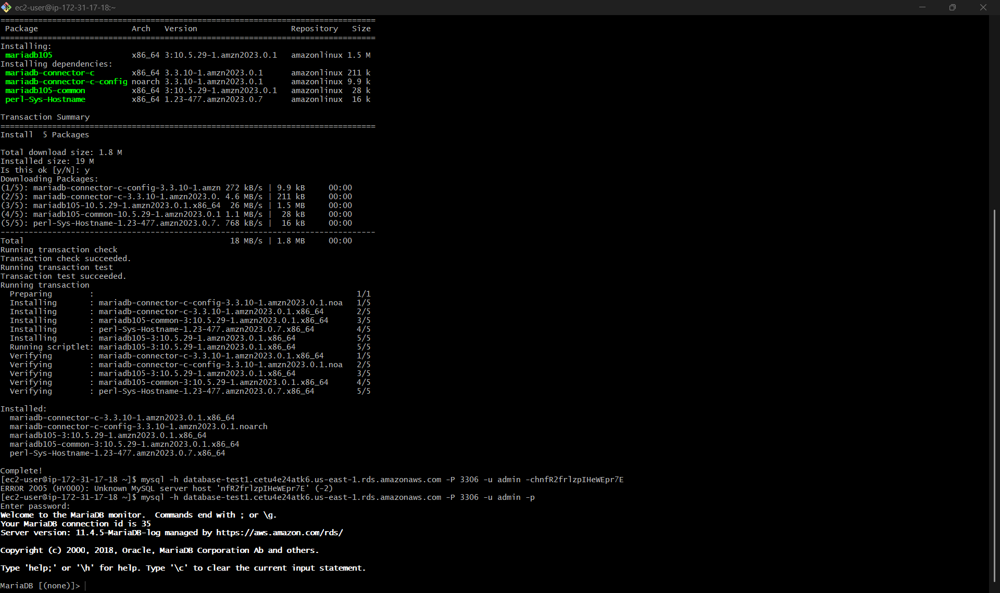 ec2-user@ip-172-31-17-18:~
================================================================================
 Package                    Arch   Version                    Repository   Size
================================================================================
Installing:
 mariadb105                 x86_64 3:10.5.29-1.amzn2023.0.1   amazonlinux 1.5 M
Installing dependencies:
 mariadb-connector-c        x86_64 3.3.10-1.amzn2023.0.1      amazonlinux 211 k
 mariadb-connector-c-config noarch 3.3.10-1.amzn2023.0.1      amazonlinux 9.9 k
 mariadb105-common          x86_64 3:10.5.29-1.amzn2023.0.1   amazonlinux  28 k
 perl-Sys-Hostname          x86_64 1.23-477.amzn2023.0.7      amazonlinux  16 k
Transaction Summary
================================================================================
Install  5 Packages
Total download size: 1.8 M
Installed size: 19 M
Is this ok [y/N]: y
Downloading Packages:
(1/5): mariadb-connector-c-config-3.3.10-1.amzn 272 kB/s | 9.9 kB     00:00
(2/5): mariadb-connector-c-3.3.10-1.amzn2023.0. 4.6 MB/s | 211 kB     00:00
(3/5): mariadb105-10.5.29-1.amzn2023.0.1.x86_64  26 MB/s | 1.5 MB     00:00
(4/5): mariadb105-common-10.5.29-1.amzn2023.0.1 1.1 MB/s |  28 kB     00:00
(5/5): perl-Sys-Hostname-1.23-477.amzn2023.0.7. 768 kB/s |  16 kB     00:00
--------------------------------------------------------------------------------
Total                                            18 MB/s | 1.8 MB     00:00
Running transaction check
Transaction check succeeded.
Running transaction test
Transaction test succeeded.
Running transaction
  Preparing        :                                                        1/1
  Installing       : mariadb-connector-c-config-3.3.10-1.amzn2023.0.1.noa   1/5
  Installing       : mariadb-connector-c-3.3.10-1.amzn2023.0.1.x86_64       2/5
  Installing       : mariadb105-common-3:10.5.29-1.amzn2023.0.1.x86_64      3/5
  Installing       : perl-Sys-Hostname-1.23-477.amzn2023.0.7.x86_64         4/5
  Installing       : mariadb105-3:10.5.29-1.amzn2023.0.1.x86_64             5/5
  Running scriptlet: mariadb105-3:10.5.29-1.amzn2023.0.1.x86_64             5/5
  Verifying        : mariadb-connector-c-3.3.10-1.amzn2023.0.1.x86_64       1/5
  Verifying        : mariadb-connector-c-config-3.3.10-1.amzn2023.0.1.noa   2/5
  Verifying        : mariadb105-3:10.5.29-1.amzn2023.0.1.x86_64             3/5
  Verifying        : mariadb105-common-3:10.5.29-1.amzn2023.0.1.x86_64      4/5
  Verifying        : perl-Sys-Hostname-1.23-477.amzn2023.0.7.x86_64         5/5
Installed:
  mariadb-connector-c-3.3.10-1.amzn2023.0.1.x86_64
  mariadb-connector-c-config-3.3.10-1.amzn2023.0.1.noarch
  mariadb105-3:10.5.29-1.amzn2023.0.1.x86_64
  mariadb105-common-3:10.5.29-1.amzn2023.0.1.x86_64
  perl-Sys-Hostname-1.23-477.amzn2023.0.7.x86_64
Complete!
[ec2-user@ip-172-31-17-18 ~]$ mysql -h database-test1.cetu4e24atk6.us-east-1.rds.amazonaws.com -P 3306 -u admin -chnfR2frlzpIHeWEpr7E
ERROR 2005 (HY000): Unknown MySQL server host 'nfR2frlzpIHeWEpr7E' (-2)
[ec2-user@ip-172-31-17-18 ~]$ mysql -h database-test1.cetu4e24atk6.us-east-1.rds.amazonaws.com -P 3306 -u admin -p
Enter password:
Welcome to the MariaDB monitor.  Commands end with ; or \g.
Your MariaDB connection id is 35
Server version: 11.4.5-MariaDB-log managed by https://aws.amazon.com/rds/
Copyright (c) 2000, 2018, Oracle, MariaDB Corporation Ab and others.
Type 'help;' or '\h' for help. Type '\c' to clear the current input statement.
MariaDB [(none)]>